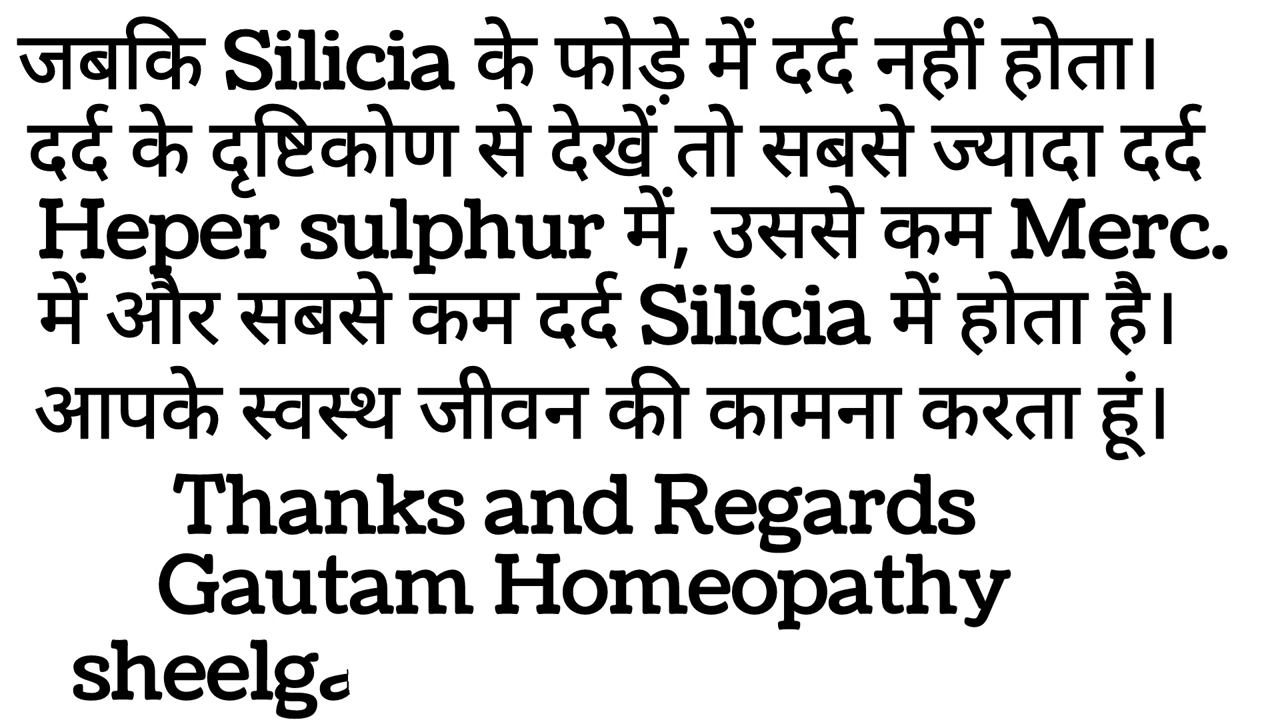 जबकि Silicia के फोड़े में दर्द नहीं होता।
दर्द के दृष्टिकोण से देखें तो सबसे ज्यादा दर्द
Heper sulphur में, उससे कम Merc.
में और सबसे कम दर्द Silicia में होता है।
आपके स्वस्थ जीवन की कामना करता हूं।
Thanks and Regards
Gautam Homeopathy
sheelga